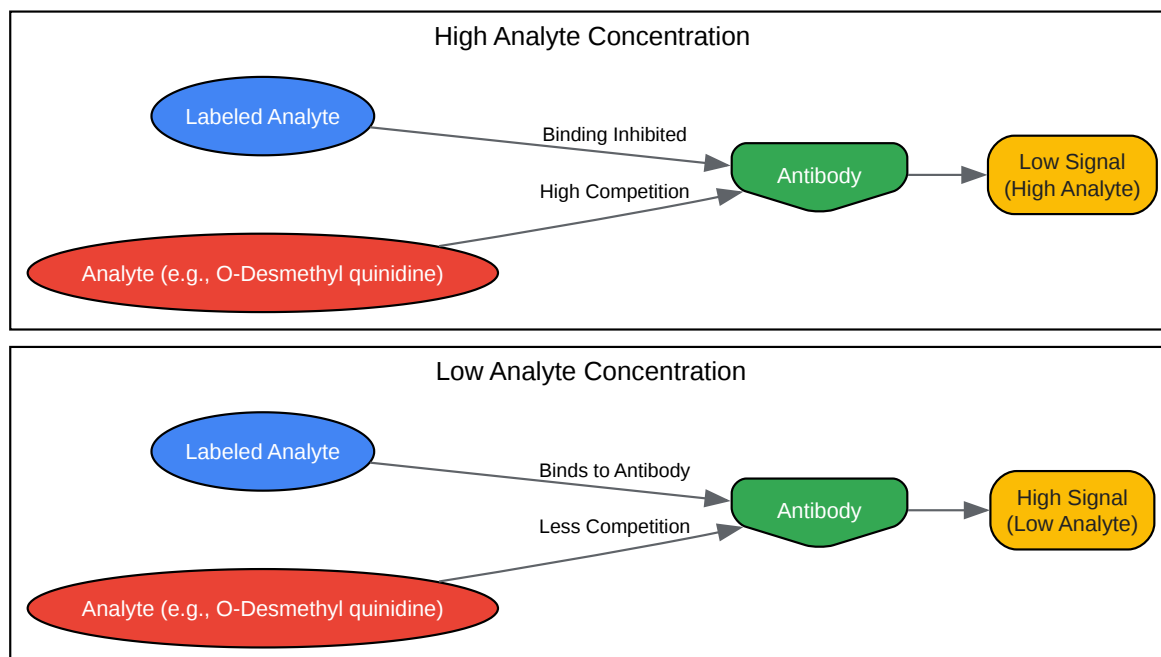 High Analyte Concentration
Labeled Analyte
Binding Inhibited
High Competition
Analyte (e.g., O-Desmethyl quinidine)
Antibody
Low Signal
(High Analyte)
Low Analyte Concentration
Labeled Analyte
Binds to Antibody
Less Competition
Analyte (e.g., O-Desmethyl quinidine)
Antibody
High Signal
(Low Analyte)